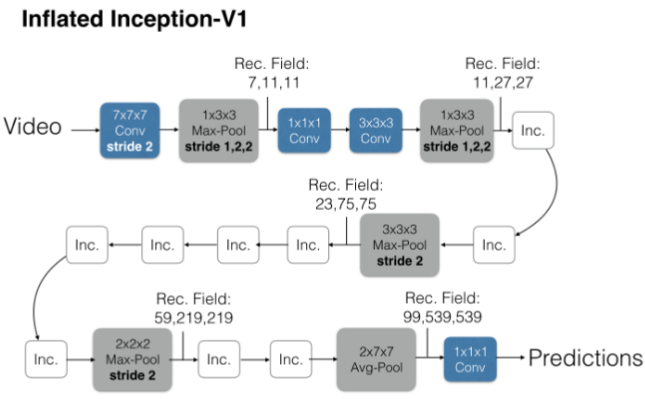 Inflated Inception-V1
Rec. Field:
7,11,11
Rec. Field:
11,27,27
Video
7x7x7
Conv
stride 2
1x3x3
Max-Pool
stride 1,2,2
1x1x1
Conv
3x3x3
Conv
1x3x3
Max-Pool
stride 1,2,2
Inc.
Rec. Field:
23,75,75
Inc.
Inc.
Inc.
Inc.
3x3x3
Max-Pool
stride 2
Inc.
Rec. Field:
59,219,219
Rec. Field:
99,539,539
Inc.
2x2x2
Max-Pool
stride 2
Inc.
Inc.
2x7x7
Avg-Pool
1x1x1
Conv
Predictions